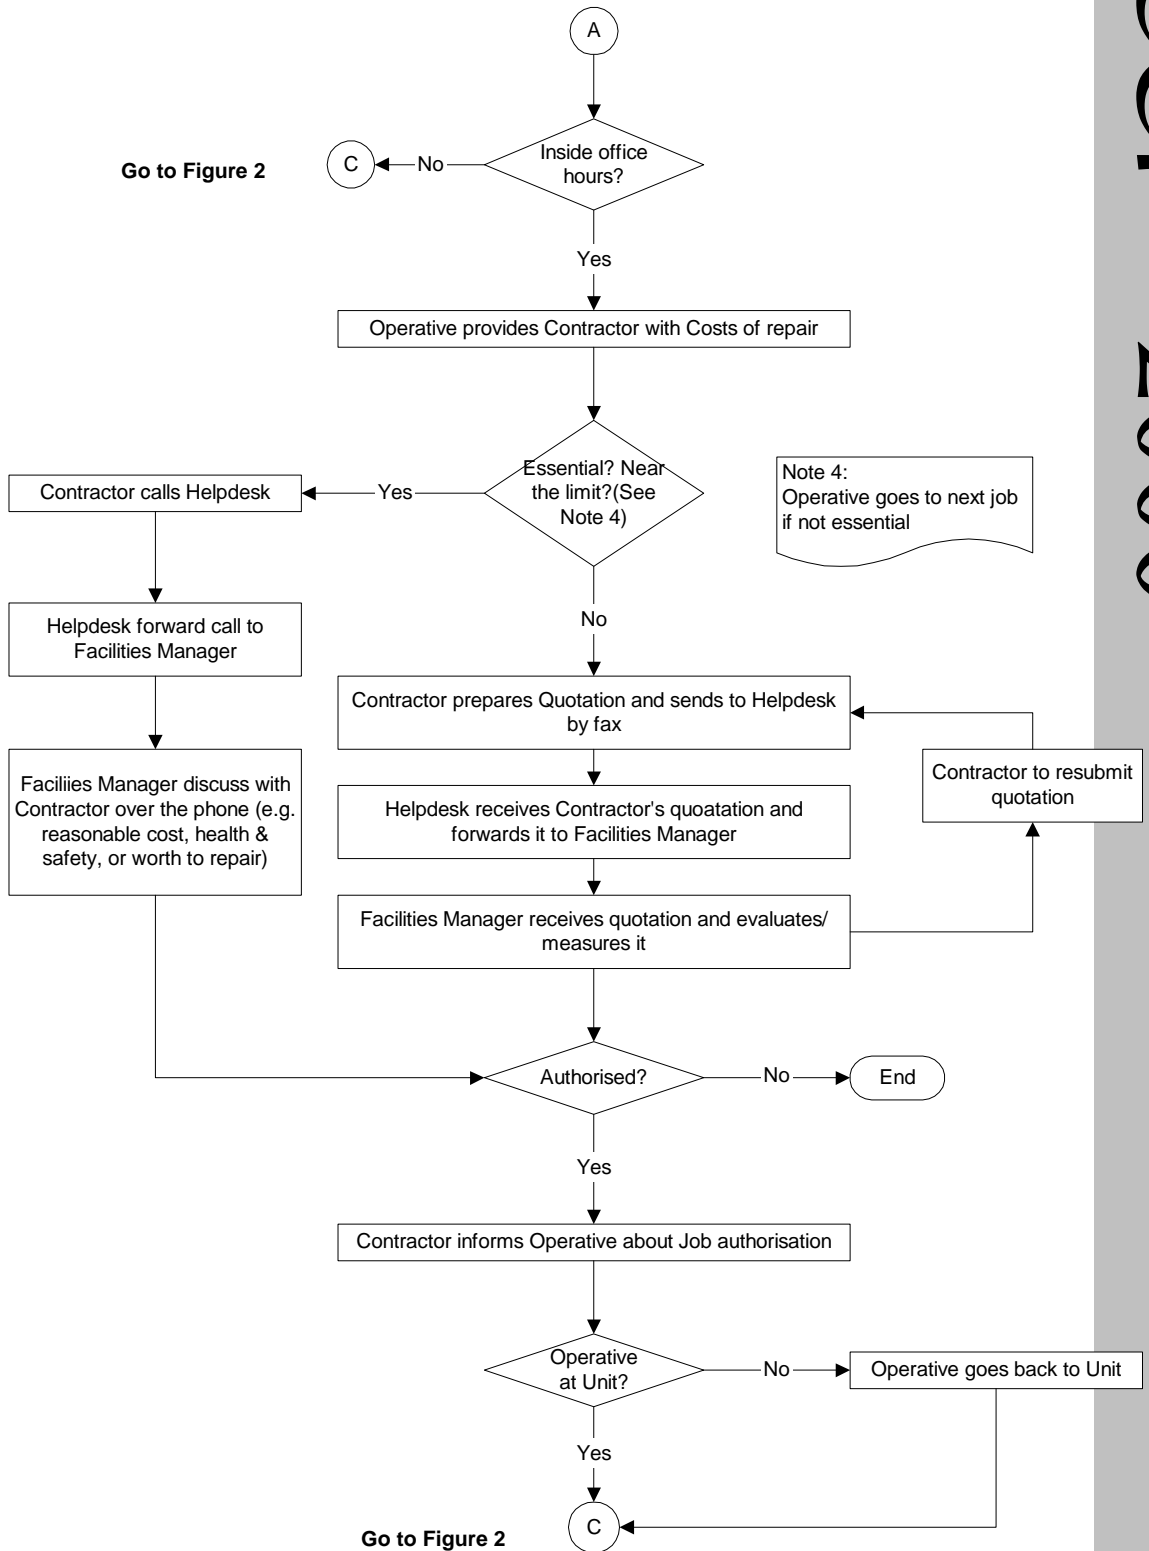 A
Inside office
hours?
No
C
Go to Figure 2
Yes
Operative provides Contractor with Costs of repair
Essential? Near
the limit?(See
Note 4)
Yes
Contractor calls Helpdesk
Note 4:
Operative goes to next job
if not essential
Helpdesk forward call to
Facilities Manager
No
Contractor prepares Quotation and sends to Helpdesk
by fax
Faciliies Manager discuss with
Contractor over the phone (e.g.
reasonable cost, health &
safety, or worth to repair)
Helpdesk receives Contractor's quoatation and
forwards it to Facilities Manager
Contractor to resubmit
quotation
Facilities Manager receives quotation and evaluates/
measures it
Authorised?
No
End
Yes
Contractor informs Operative about Job authorisation
Operative
at Unit?
No
Operative goes back to Unit
Yes
C
Go to Figure 2